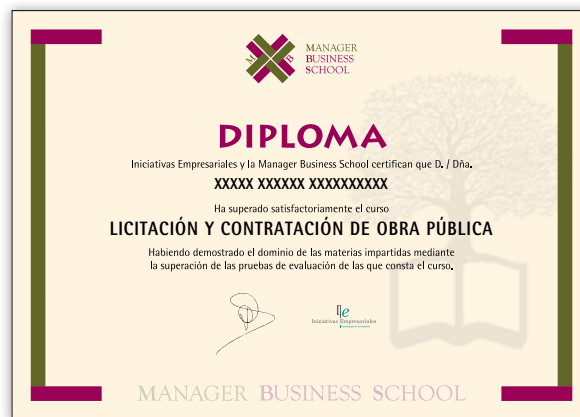 M B
MANAGER
BUSINESS
SCHOOL
DIPLOMA
Iniciativas Empresariales y la Manager Business School certifican que D. / Dña.
XXXXX XXXXXX XXXXXXXXXX
Ha superado satisfactoriamente el curso
LICITACIÓN Y CONTRATACIÓN DE OBRA PÚBLICA
Habiendo demostrado el dominio de las materias impartidas mediante
la superación de las pruebas de evaluación de las que consta el curso.
Iniciativas Empresariales
MANAGER BUSINESS SCHOOL